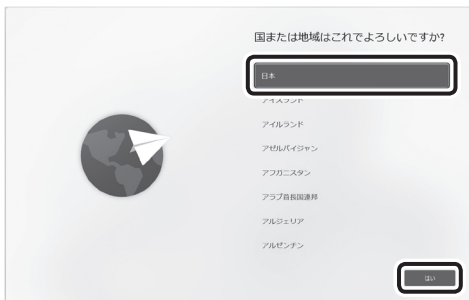 国または地域はこれでよろしいですか?
日本
アイスランド
アイルランド
アゼルバイジャン
アフガニスタン
アラブ首長国連邦
アルジェリア
アルゼンチン
はい